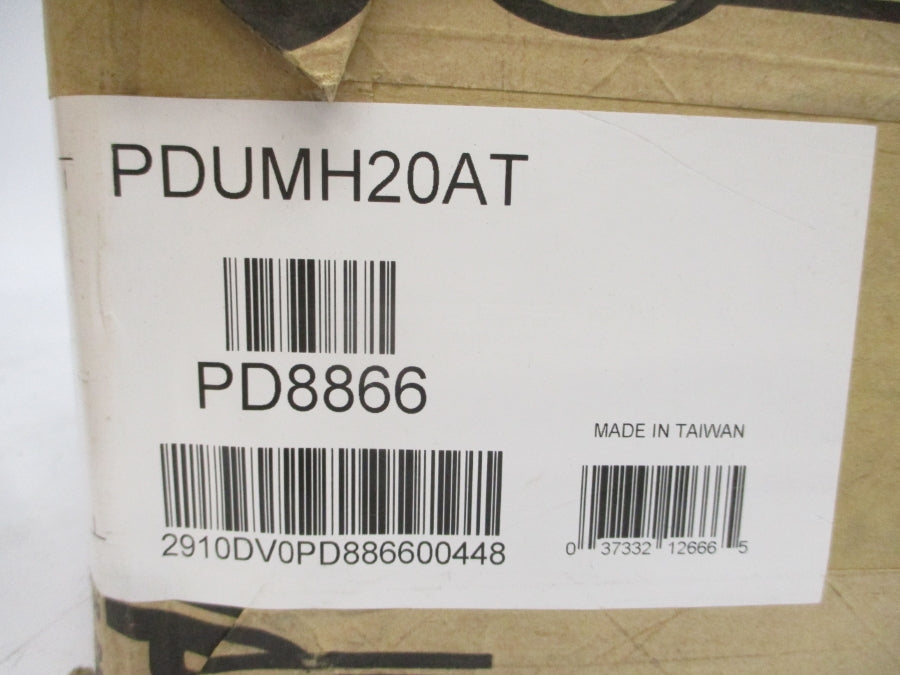 PDUMH20AT
PD8866
MADE IN TAIWAN
2910DV0PD886600448
0 37332 12666 5